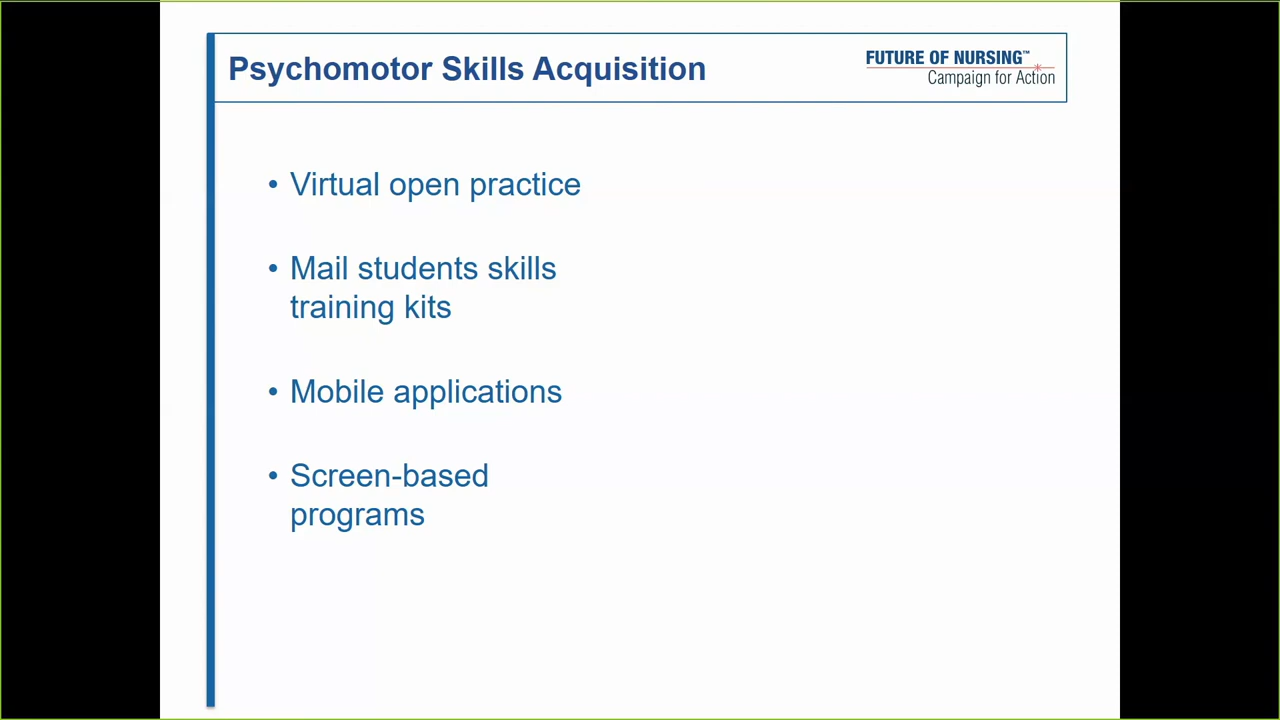 Psychomotor Skills Acquisition
FUTURE OF NURSING™
Campaign for Action
• Virtual open practice
• Mail students skills
training kits
• Mobile applications
• Screen-based
programs